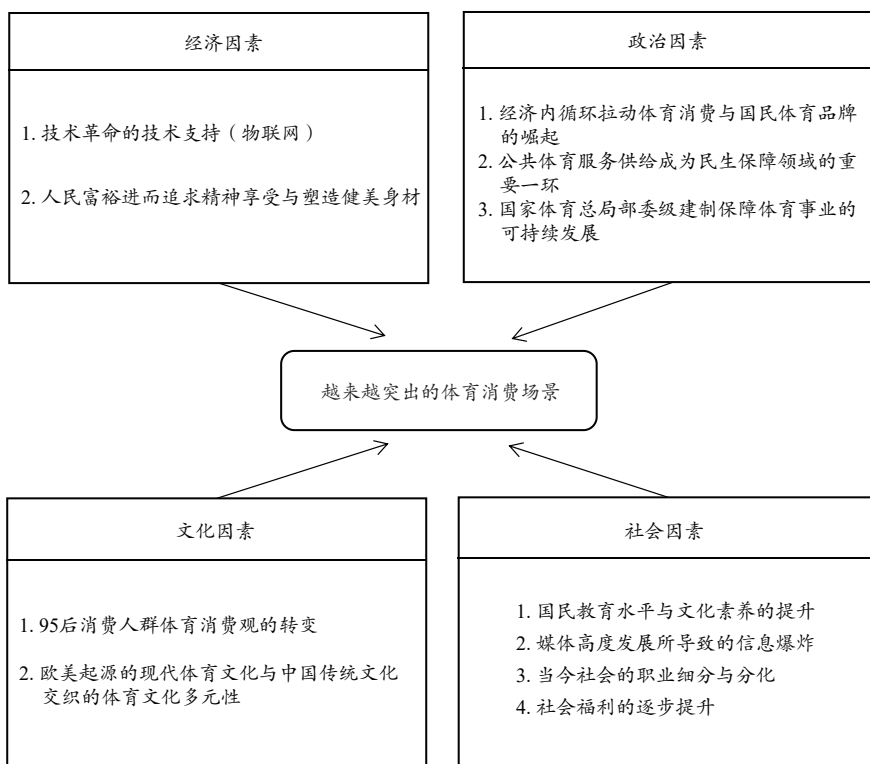 经济因素
1. 技术革命的技术支持（物联网）
2. 人民富裕进而追求精神享受与塑造健美身材
政治因素
1. 经济内循环拉动体育消费与国民体育品牌
的崛起
2. 公共体育服务供给成为民生保障领域的重
要一环
3. 国家体育总局部委级建制保障体育事业的
可持续发展
越来越突出的体育消费场景
文化因素
1. 95后消费人群体育消费观的转变
2. 欧美起源的现代体育文化与中国传统文化
交织的体育文化多元性
社会因素
1. 国民教育水平与文化素养的提升
2. 媒体高度发展所导致的信息爆炸
3. 当今社会的职业细分与分化
4. 社会福利的逐步提升